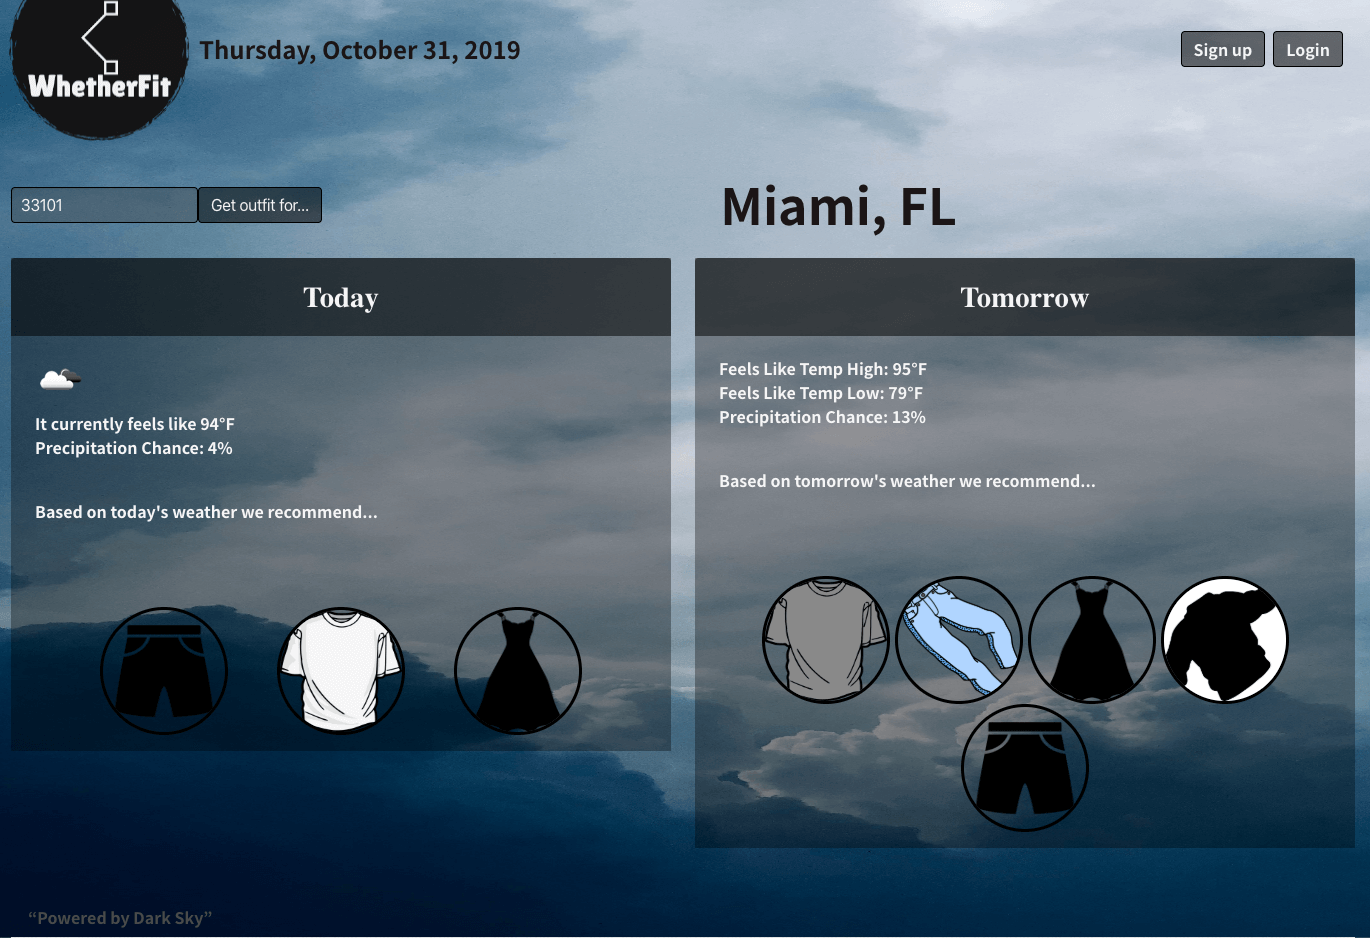 WhetherFit
Thursday, October 31, 2019
Sign up
Login
33101
Get outfit for...
Miami, FL
Today
It currently feels like 94°F
Precipitation Chance: 4%
Based on today's weather we recommend...
Tomorrow
Feels Like Temp High: 95°F
Feels Like Temp Low: 79°F
Precipitation Chance: 13%
Based on tomorrow's weather we recommend...
“Powered by Dark Sky”